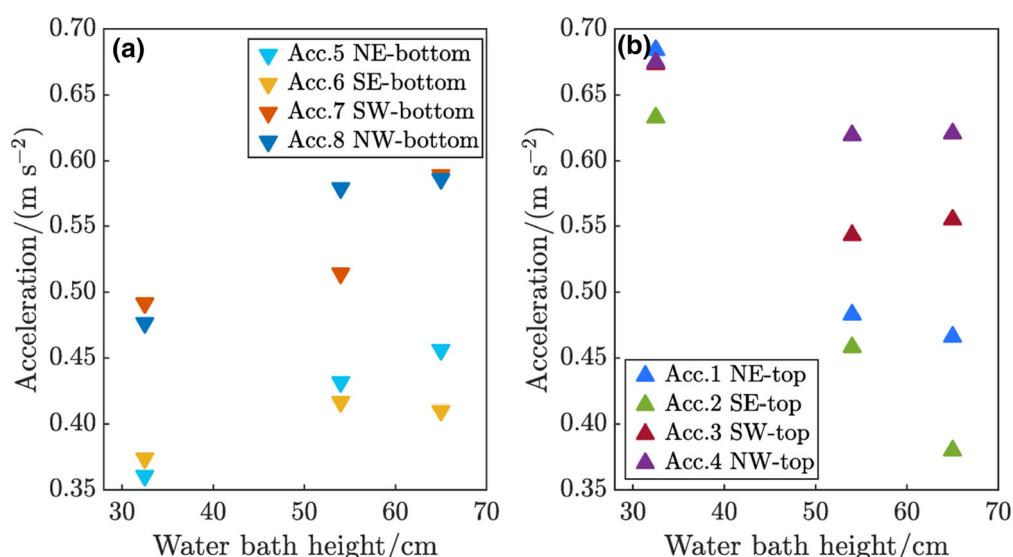 (a)
Acc.5 NE-bottom
Acc.6 SE-bottom
Acc.7 SW-bottom
Acc.8 NW-bottom
0.70
0.65
0.60
0.55
0.50
0.45
0.40
0.35
Acceleration/(m s−2)
30 40 50 60 70
Water bath height/cm
(b)
0.70
0.65
0.60
0.55
0.50
0.45
0.40
0.35
Acceleration/(m s−2)
Acc.1 NE-top
Acc.2 SE-top
Acc.3 SW-top
Acc.4 NW-top
30 40 50 60 70
Water bath height/cm